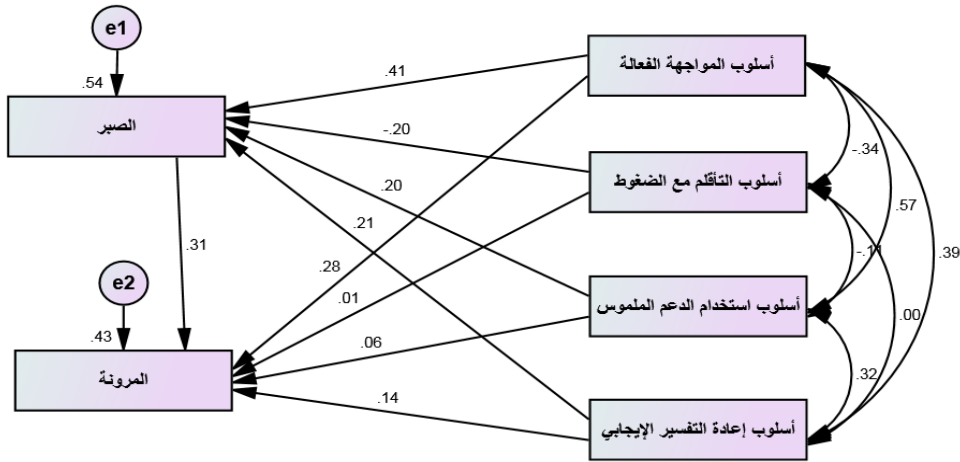 e1
.54
الصبر
.31
e2
.43
المرونة
.41
-.20
.20
.21
.28
.01
.06
.14
أسلوب المواجهة الفعالة
أسلوب التأقلم مع الضغوط
أسلوب استخدام الدعم الملموس
أسلوب إعادة التفسير الإيجابي
-.34
.57
.39
-.11
.00
.32